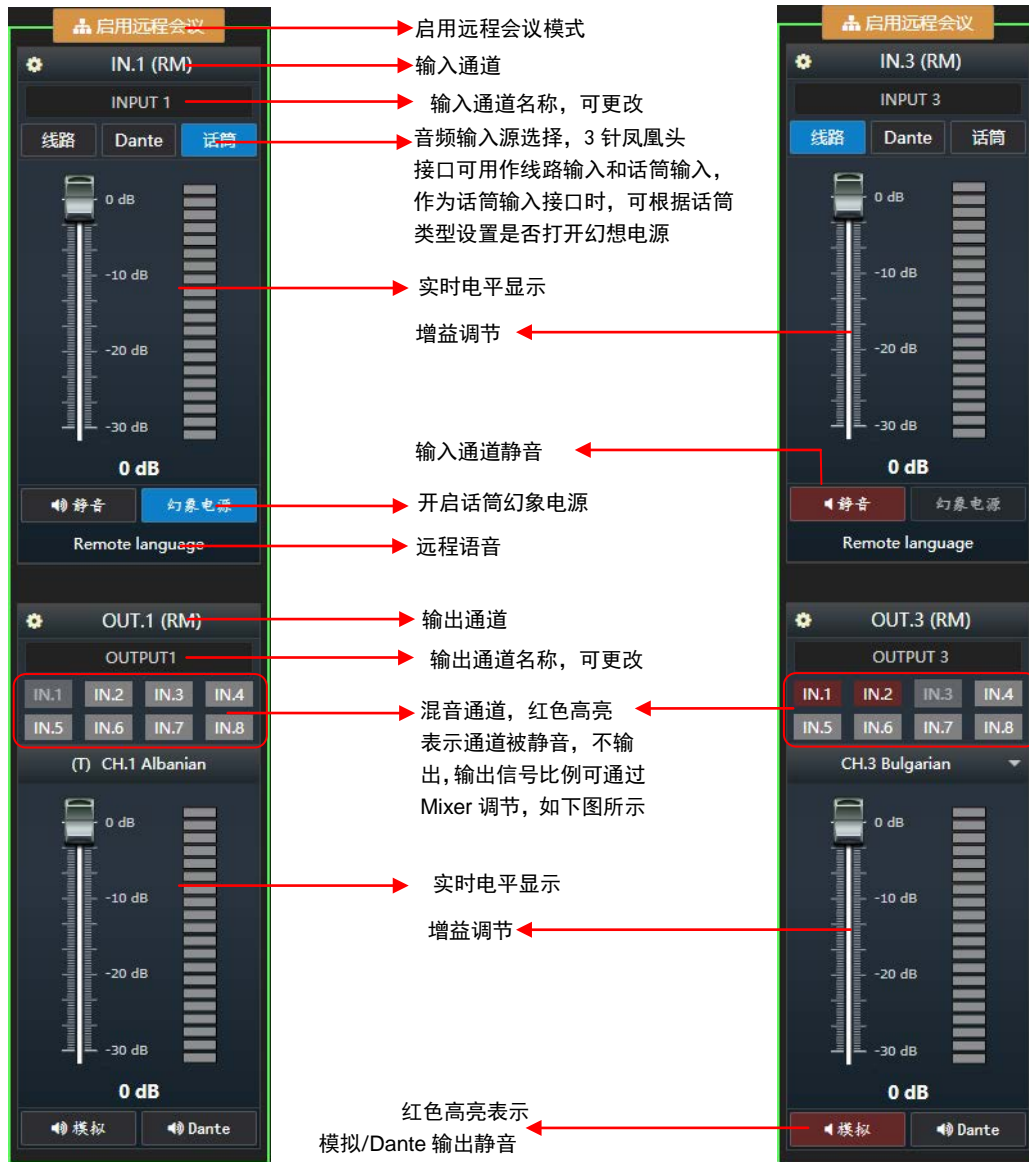 启用远程会议
IN.1 (RM)
INPUT 1
线路 Dante 话筒
0 dB
-10 dB
-20 dB
-30 dB
0 dB
静音 幻象电源
Remote language
OUT.1 (RM)
OUTPUT1
IN.1 IN.2 IN.3 IN.4
IN.5 IN.6 IN.7 IN.8
(T) CH.1 Albanian
0 dB
-10 dB
-20 dB
-30 dB
0 dB
模拟 Dante
启用远程会议模式
输入通道
输入通道名称，可更改
音频输入源选择，3 针凤凰头
接口可用作线路输入和话筒输入，
作为话筒输入接口时，可根据话筒
类型设置是否打开幻想电源
实时电平显示
增益调节
输入通道静音
开启话筒幻象电源
远程语音
输出通道
输出通道名称，可更改
混音通道，红色高亮
表示通道被静音，不输
出，输出信号比例可通过
Mixer 调节，如下图所示
实时电平显示
增益调节
红色高亮表示
模拟/Dante 输出静音
启用远程会议
IN.3 (RM)
INPUT 3
线路 Dante 话筒
0 dB
-10 dB
-20 dB
-30 dB
0 dB
静音 幻象电源
Remote language
OUT.3 (RM)
OUTPUT 3
IN.1 IN.2 IN.3 IN.4
IN.5 IN.6 IN.7 IN.8
CH.3 Bulgarian
0 dB
-10 dB
-20 dB
-30 dB
0 dB
模拟 Dante